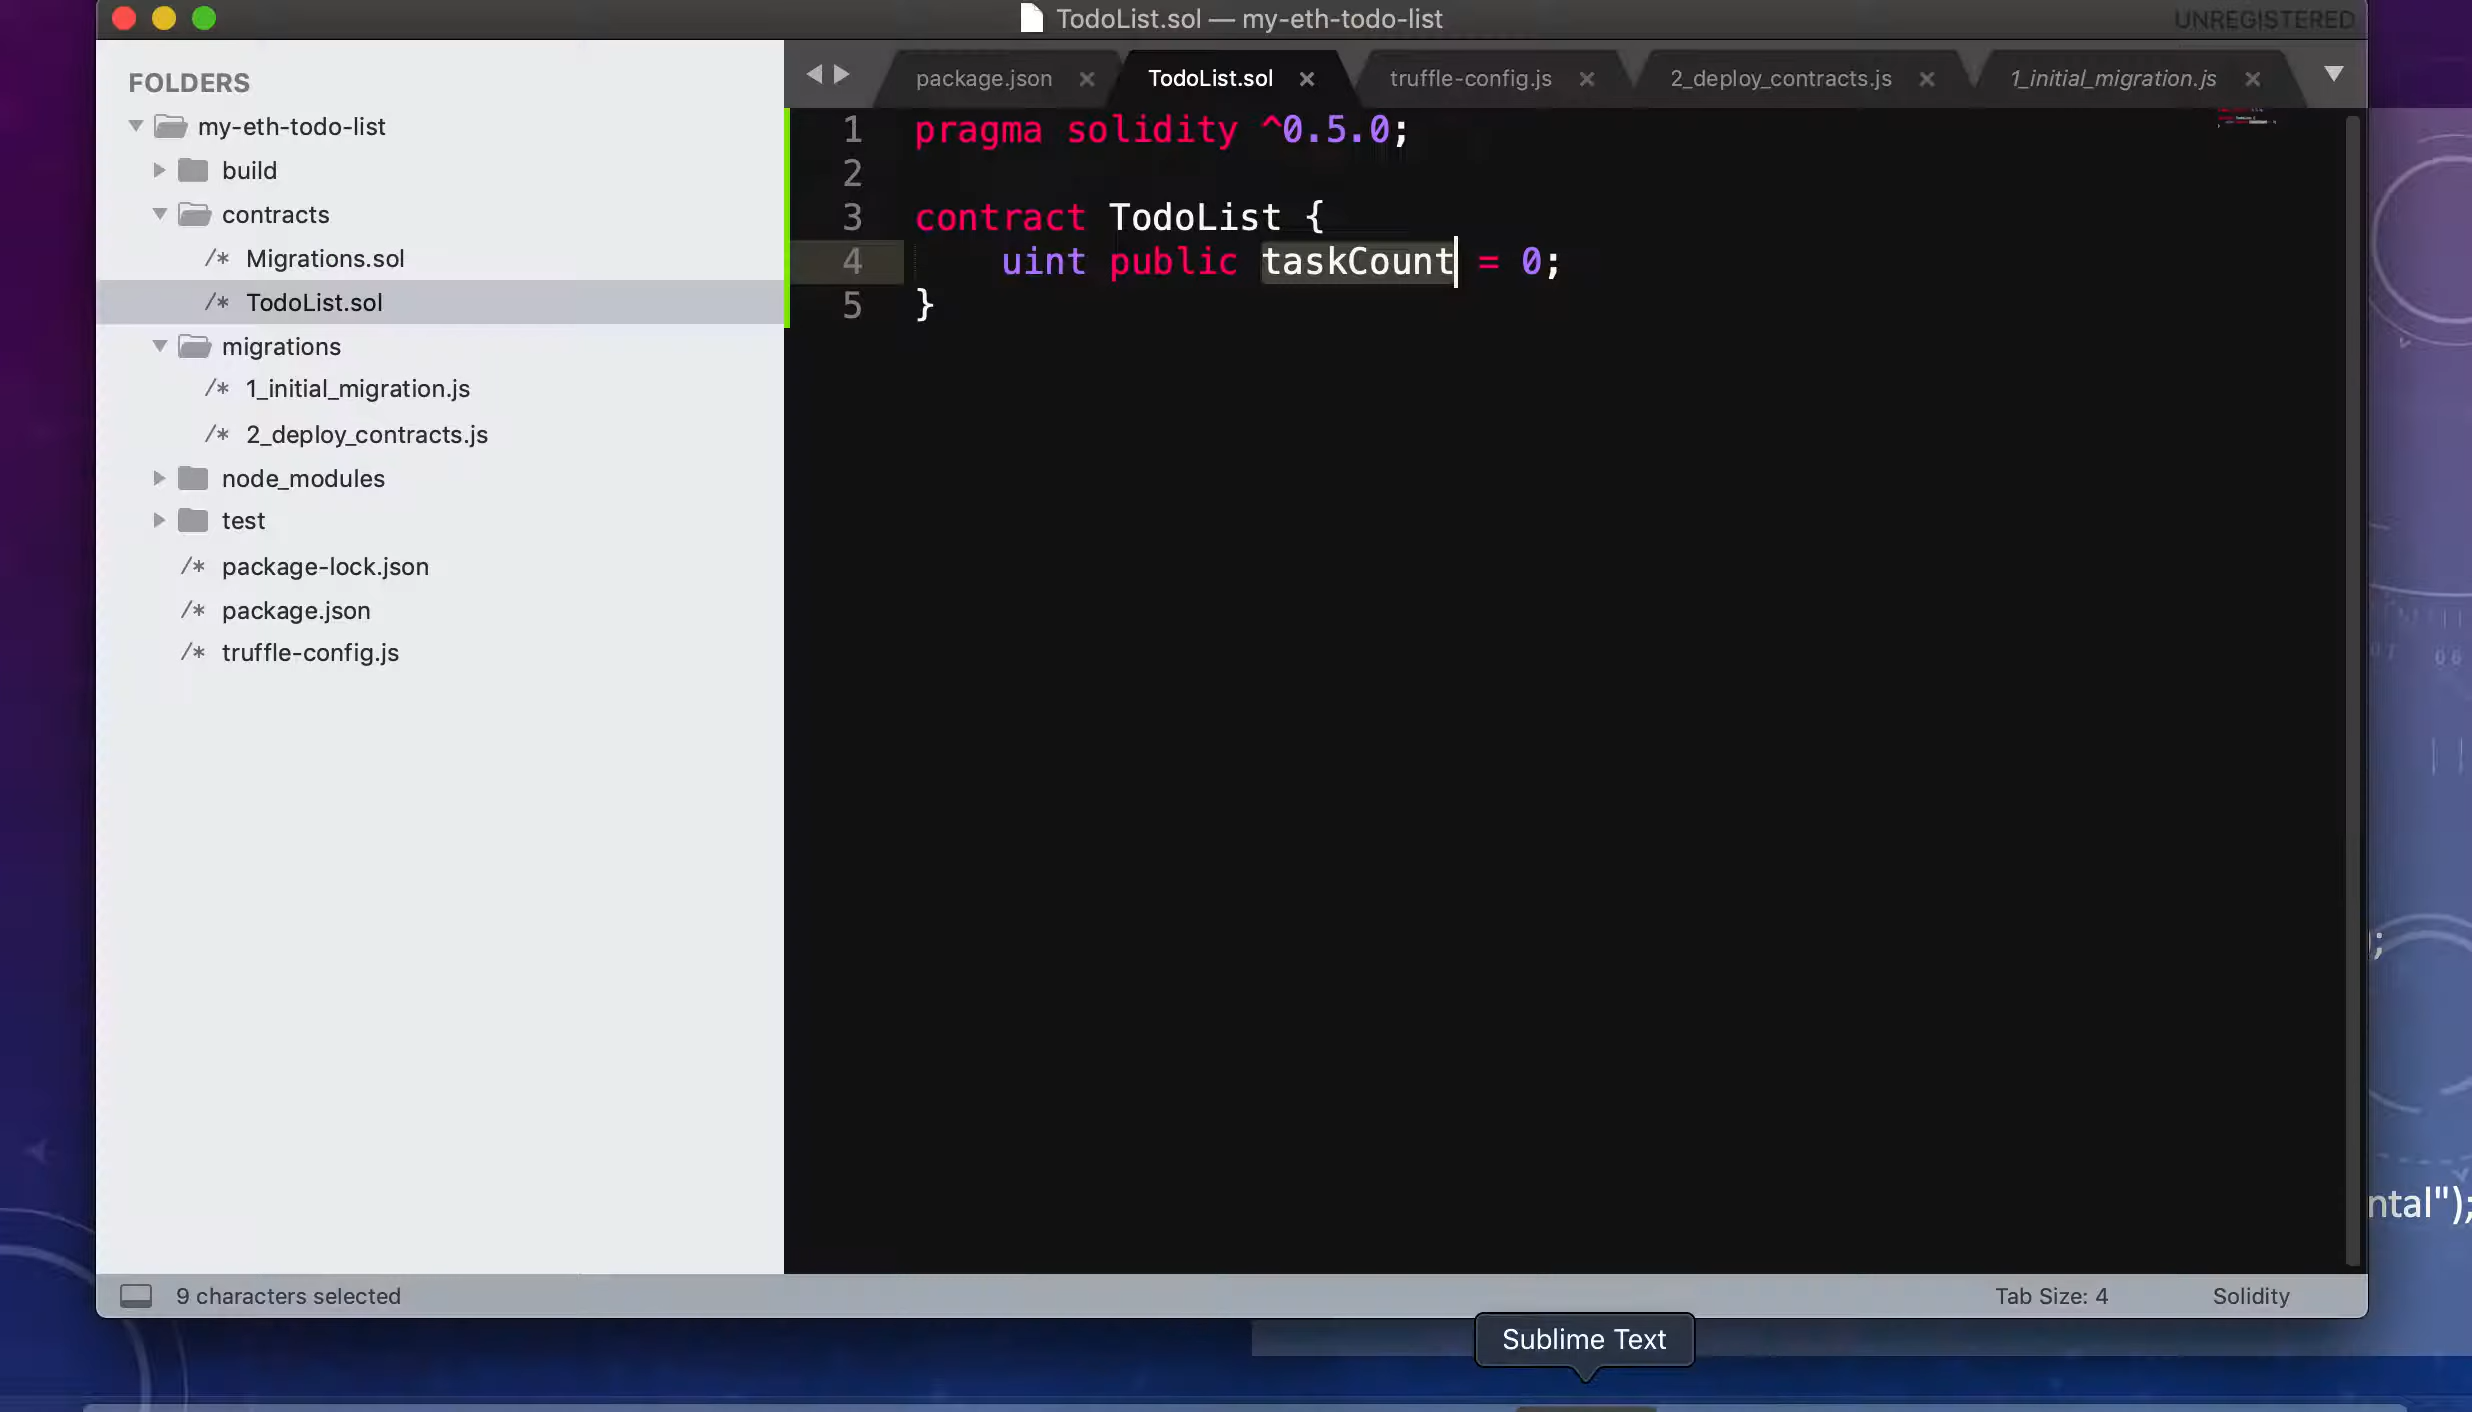 TodoList.sol — my-eth-todo-list
UNREGISTERED
FOLDERS
my-eth-todo-list
build
contracts
/* Migrations.sol
/* TodoList.sol
migrations
/* 1_initial_migration.js
/* 2_deploy_contracts.js
node_modules
test
/* package-lock.json
/* package.json
/* truffle-config.js
package.json × TodoList.sol × truffle-config.js × 2_deploy_contracts.js × 1_initial_migration.js ×
1 pragma solidity ^0.5.0;
2
3 contract TodoList {
4 uint public taskCount = 0;
5 }
);
ntal");
9 characters selected
Tab Size: 4
Solidity
Sublime Text